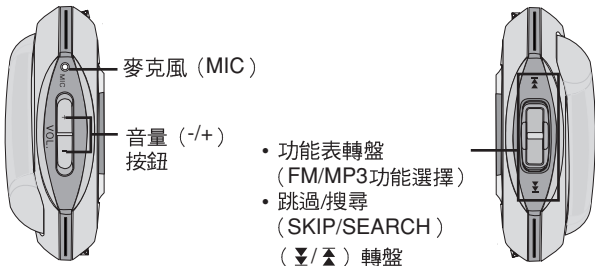 麥克風（MIC）
MIC
VOL.
音量（-/+）
按鈕
• 功能表轉盤
（FM/MP3功能選擇）
• 跳過/搜尋
（SKIP/SEARCH）
（⏮/⏭）轉盤